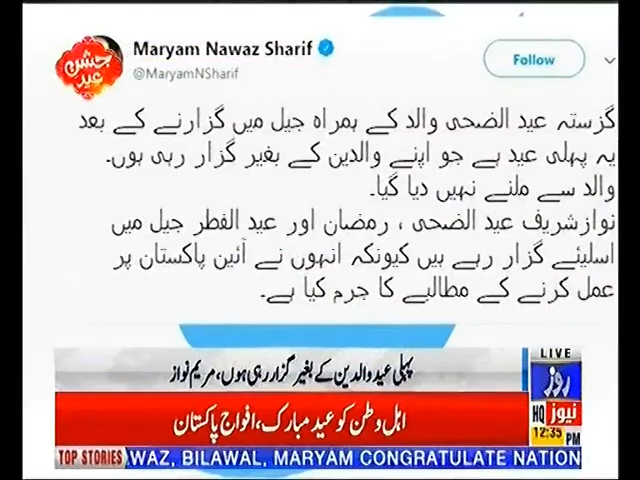 جشن عید
Maryam Nawaz Sharif
@MaryamNSharif
Follow
گزستہ عید الضحی والد کے ہمراہ جیل میں گزارنے کے بعد
یہ پہلی عید ہے جو اپنے والدین کے بغیر گزار رہی ہوں۔
والد سے ملنے نہیں دیا گیا۔
نوازشریف عید الضحی ، رمضان اور عید الفطر جیل میں
اسلیئے گزار رہے ہیں کیونکہ انہوں نے آئین پاکستان پر
عمل کرنے کے مطالبے کا جرم کیا ہے۔
پہلی عید والدین کے بغیر گزار رہی ہوں، مریم نواز
اہل وطن کو عید مبارک، افواج پاکستان
LIVE
روز
نیوز
HQ
12:35 PM
TOP STORIES
WAZ, BILAWAL, MARYAM CONGRATULATE NATION